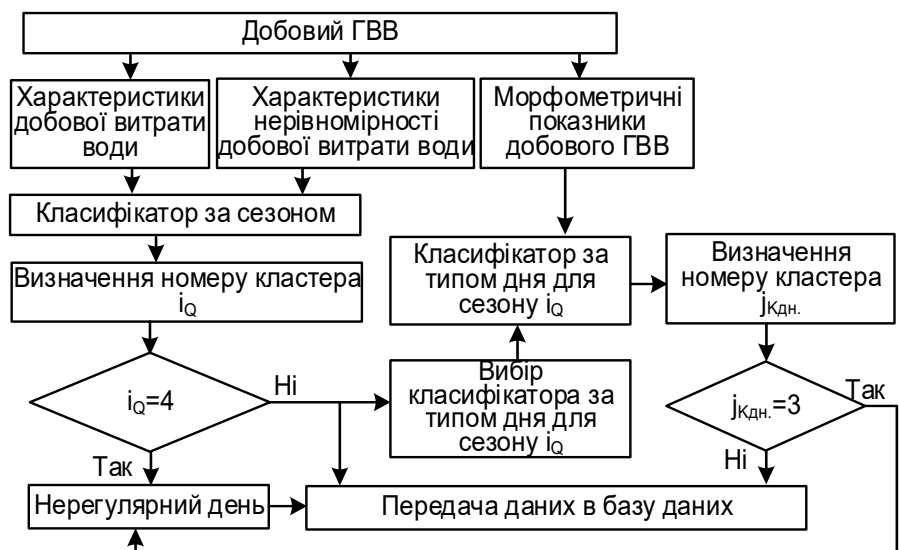 Добовий ГВВ
Характеристики
добової витрати
води
Характеристики
нерівномірності
добової витрати води
Морфометричні
показники
добового ГВВ
Класифікатор за сезоном
Визначення номеру кластера
iQ
Класифікатор за
типом дня для
сезону iQ
Визначення
номеру кластера
jКдн.
iQ=4
Ні
Так
Вибір
класифікатора за
типом дня для
сезону iQ
jКдн.=3
Так
Ні
Нерегулярний день
Передача даних в базу даних